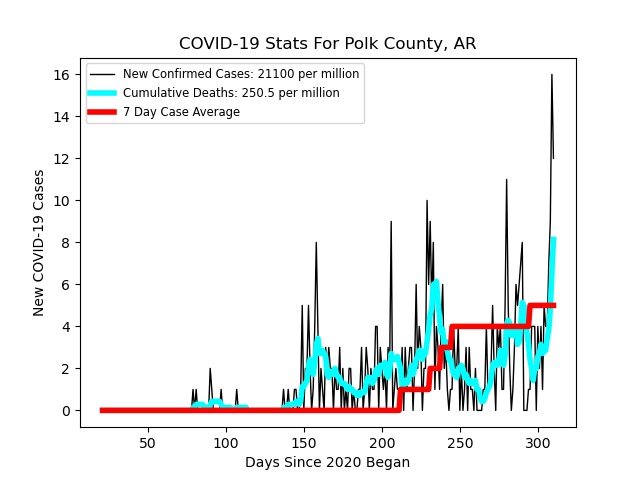 COVID-19 Stats For Polk County, AR
New Confirmed Cases: 21100 per million
Cumulative Deaths: 250.5 per million
7 Day Case Average
New COVID-19 Cases
16
14
12
10
8
6
4
2
0
50 100 150 200 250 300
Days Since 2020 Began